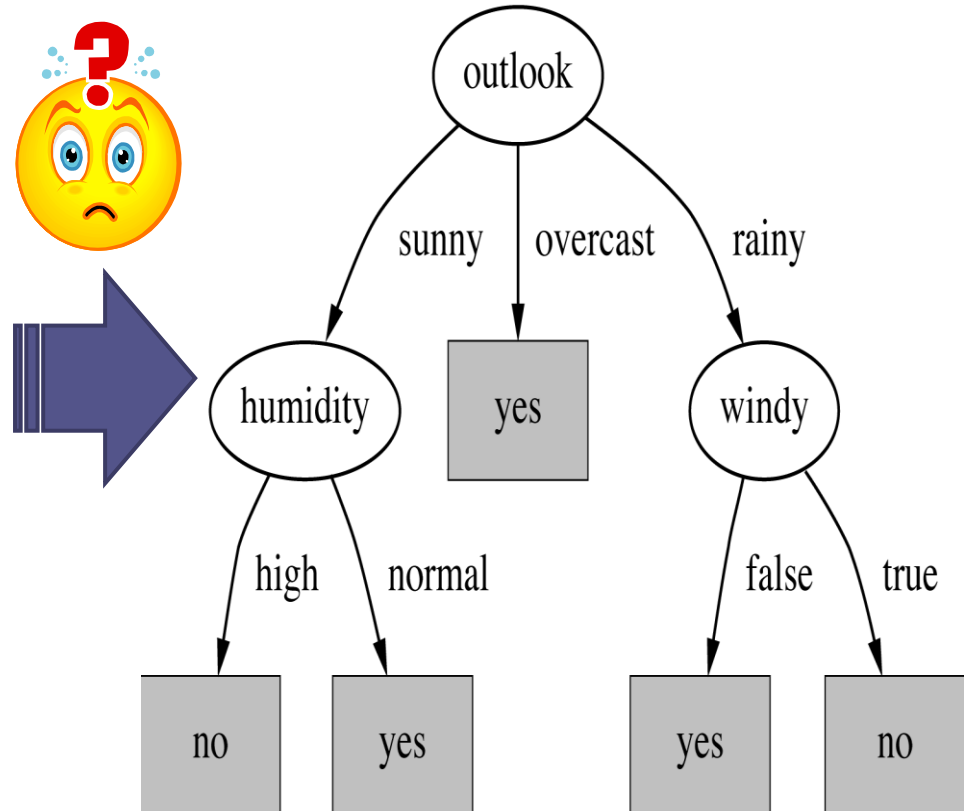 ?
outlook
sunny overcast rainy
humidity yes windy
high normal false true
no yes yes no